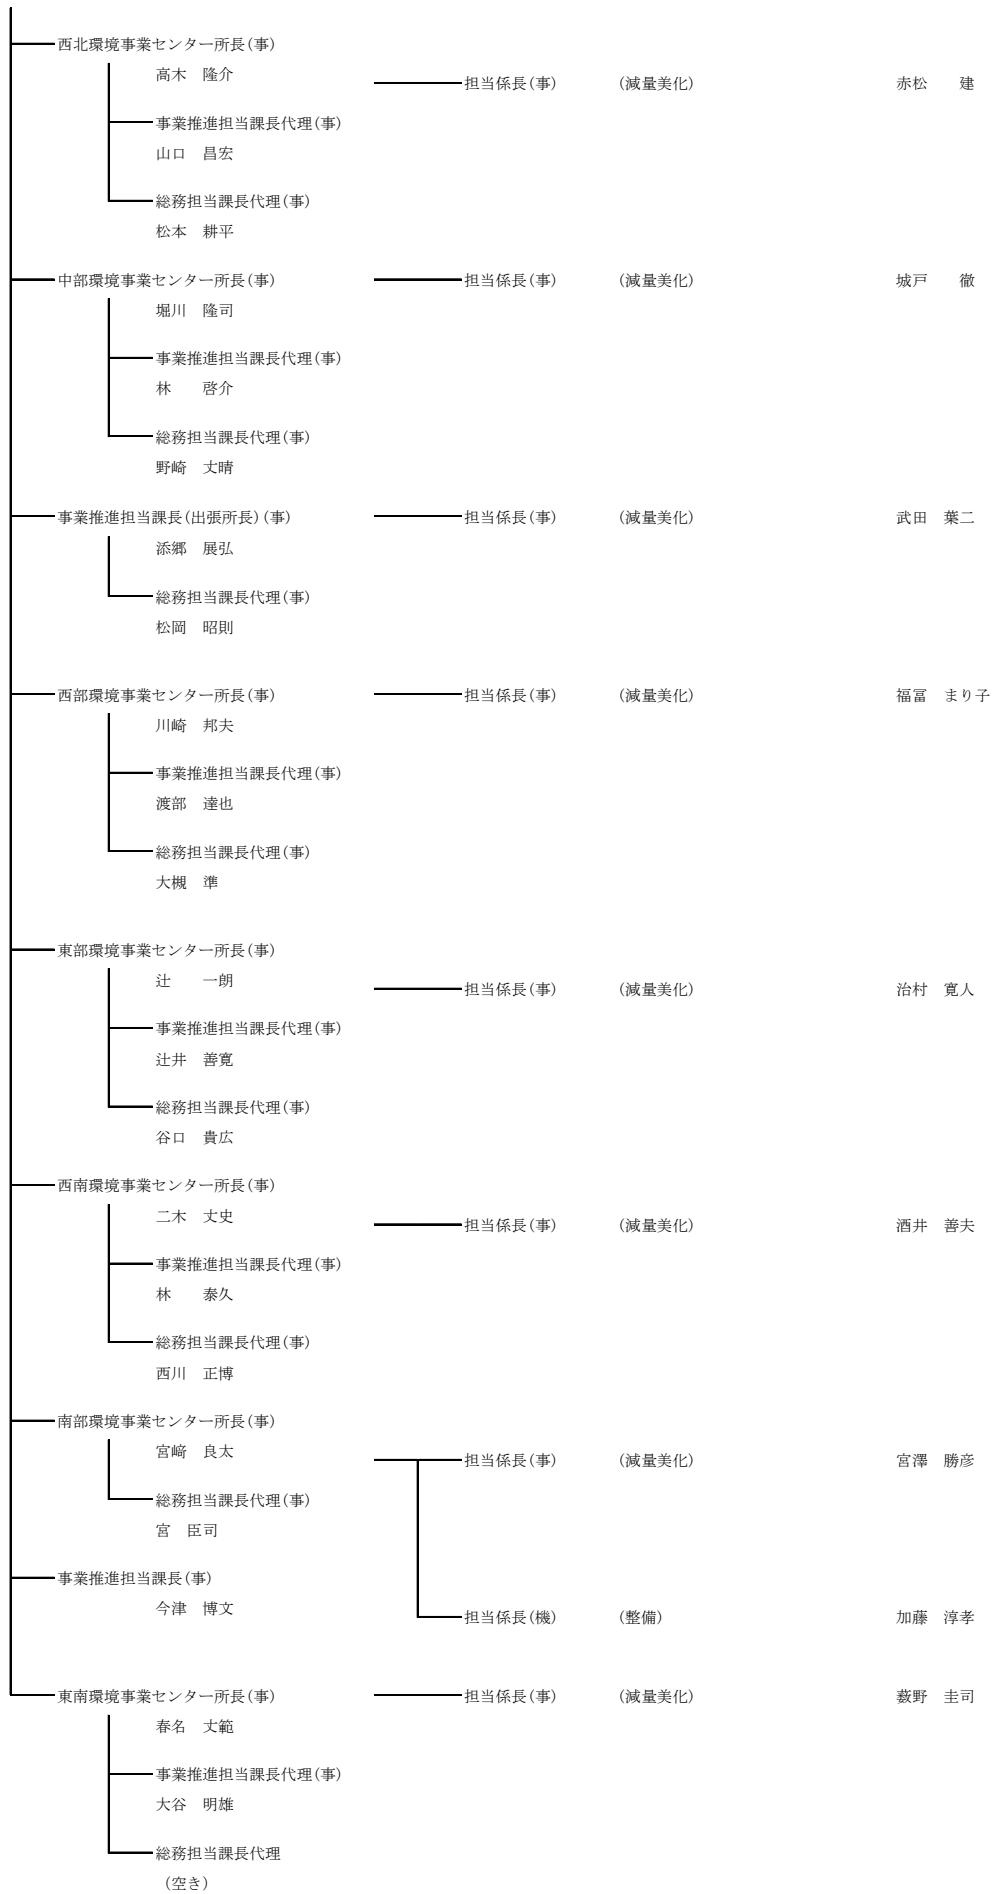 西北環境事業センター所長(事)
高木　隆介
担当係長(事)　(減量美化)　赤松　建
事業推進担当課長代理(事)
山口　昌宏
総務担当課長代理(事)
松本　耕平
中部環境事業センター所長(事)　担当係長(事)　(減量美化)　城戸　徹
堀川　隆司
事業推進担当課長代理(事)
林　啓介
総務担当課長代理(事)
野崎　丈晴
事業推進担当課長(出張所長)(事)　担当係長(事)　(減量美化)　武田　葉二
添郷　展弘
総務担当課長代理(事)
松岡　昭則
西部環境事業センター所長(事)　担当係長(事)　(減量美化)　福冨　まり子
川崎　邦夫
事業推進担当課長代理(事)
渡部　達也
総務担当課長代理(事)
大槻　準
東部環境事業センター所長(事)
辻　一朗
担当係長(事)　(減量美化)　治村　寛人
事業推進担当課長代理(事)
辻井　善寛
総務担当課長代理(事)
谷口　貴広
西南環境事業センター所長(事)
二木　丈史
担当係長(事)　(減量美化)　酒井　善夫
事業推進担当課長代理(事)
林　泰久
総務担当課長代理(事)
西川　正博
南部環境事業センター所長(事)
宮﨑　良太
担当係長(事)　(減量美化)　宮澤　勝彦
総務担当課長代理(事)
宮　臣司
事業推進担当課長(事)
今津　博文
担当係長(機)　(整備)　加藤　淳孝
東南環境事業センター所長(事)　担当係長(事)　(減量美化)　薮野　圭司
春名　丈範
事業推進担当課長代理(事)
大谷　明雄
総務担当課長代理
(空き)